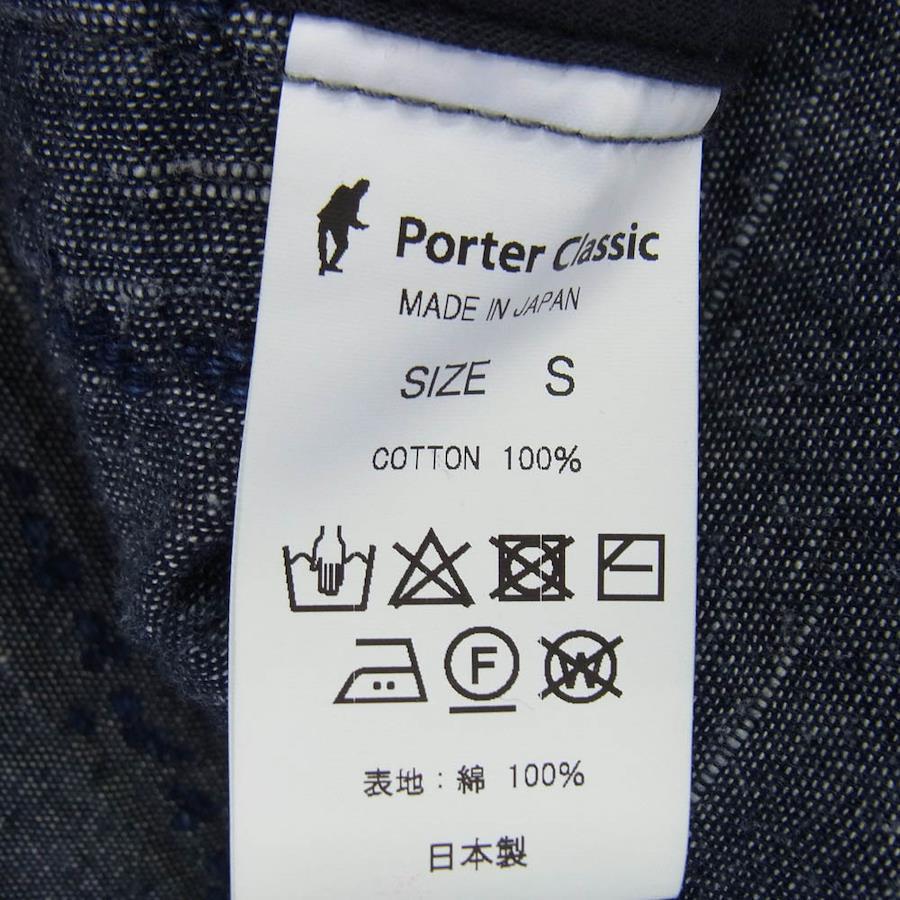 Porter Classic
MADE IN JAPAN
SIZE S
COTTON 100%
F W
表地：綿 100%
日本製